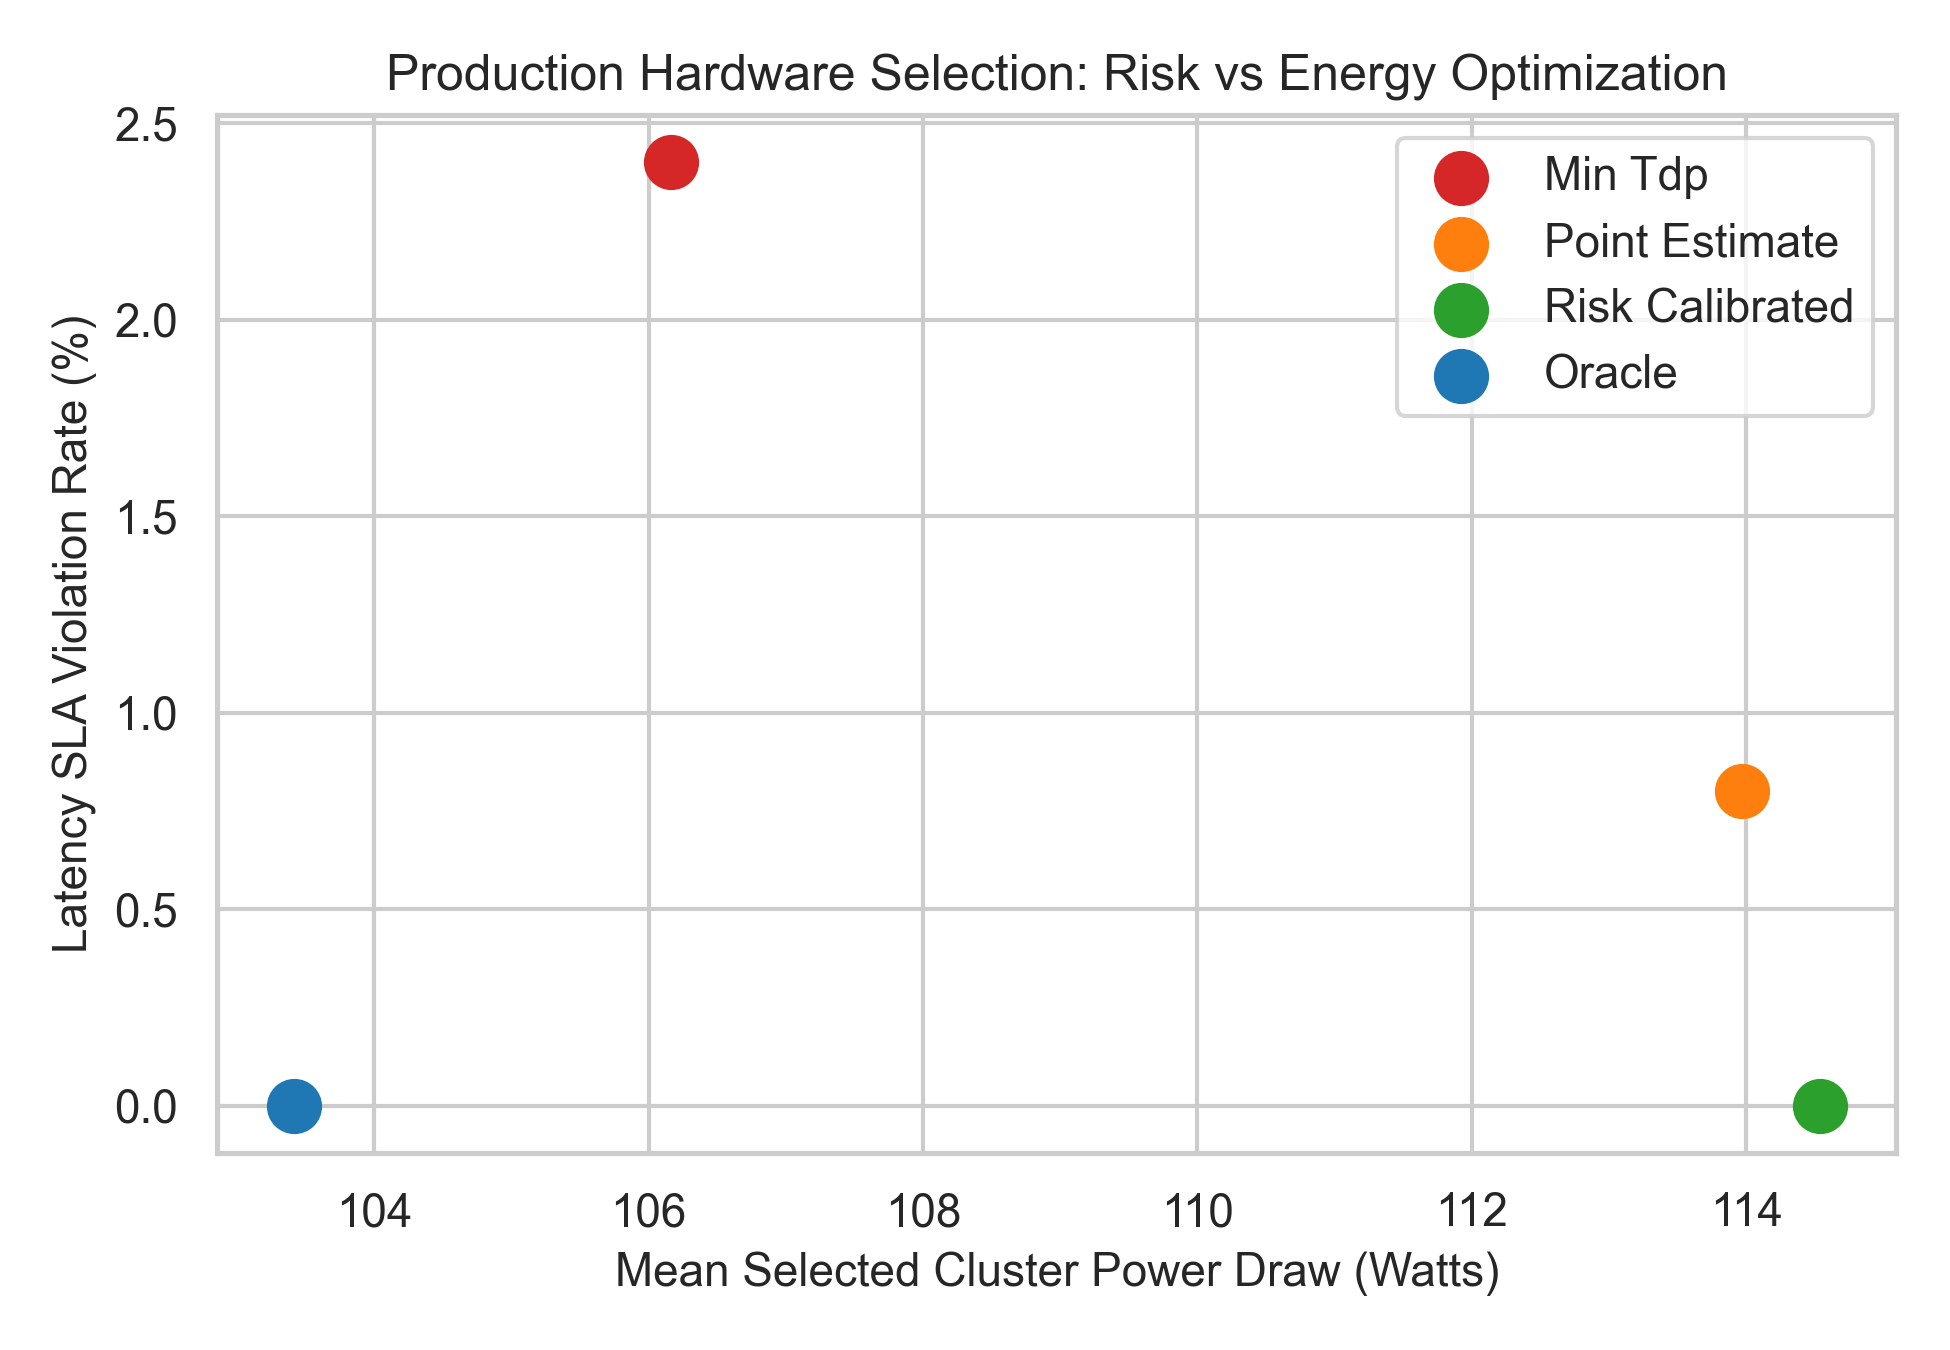 Production Hardware Selection: Risk vs Energy Optimization
2.5
2.0
1.5
1.0
0.5
0.0
Latency SLA Violation Rate (%)
Min Tdp
Point Estimate
Risk Calibrated
Oracle
104
106
108
110
112
114
Mean Selected Cluster Power Draw (Watts)